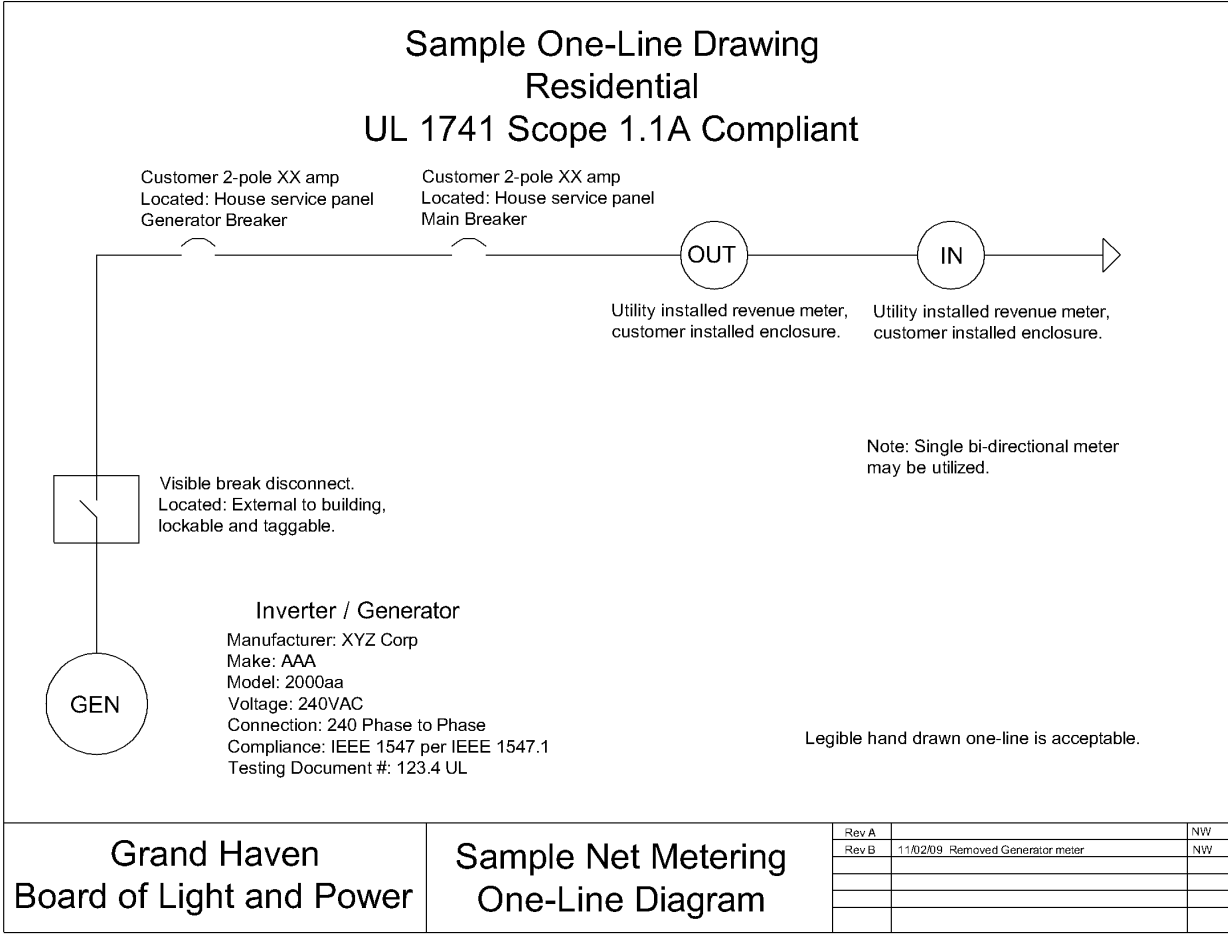 Sample One-Line Drawing
Residential
UL 1741 Scope 1.1A Compliant
Customer 2-pole XX amp
Located: House service panel
Generator Breaker
Customer 2-pole XX amp
Located: House service panel
Main Breaker
OUT
IN
Utility installed revenue meter,
customer installed enclosure.
Utility installed revenue meter,
customer installed enclosure.
Note: Single bi-directional meter
may be utilized.
Visible break disconnect.
Located: External to building,
lockable and taggable.
Inverter / Generator
Manufacturer: XYZ Corp
Make: AAA
Model: 2000aa
Voltage: 240VAC
Connection: 240 Phase to Phase
Compliance: IEEE 1547 per IEEE 1547.1
Testing Document #: 123.4 UL
GEN
Legible hand drawn one-line is acceptable.
Grand Haven
Board of Light and Power
Sample Net Metering
One-Line Diagram
Rev A NW
Rev B 11/02/09 Removed Generator meter NW